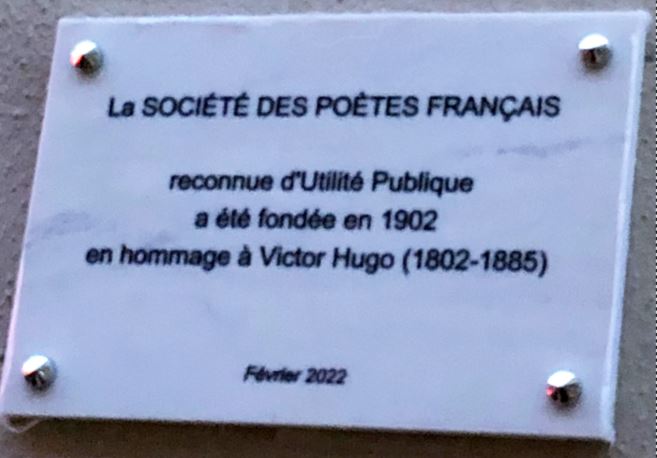 La SOCIÉTÉ DES POÈTES FRANÇAIS
reconnue d'Utilité Publique
a été fondée en 1902
en hommage à Victor Hugo (1802-1885)
Février 2022